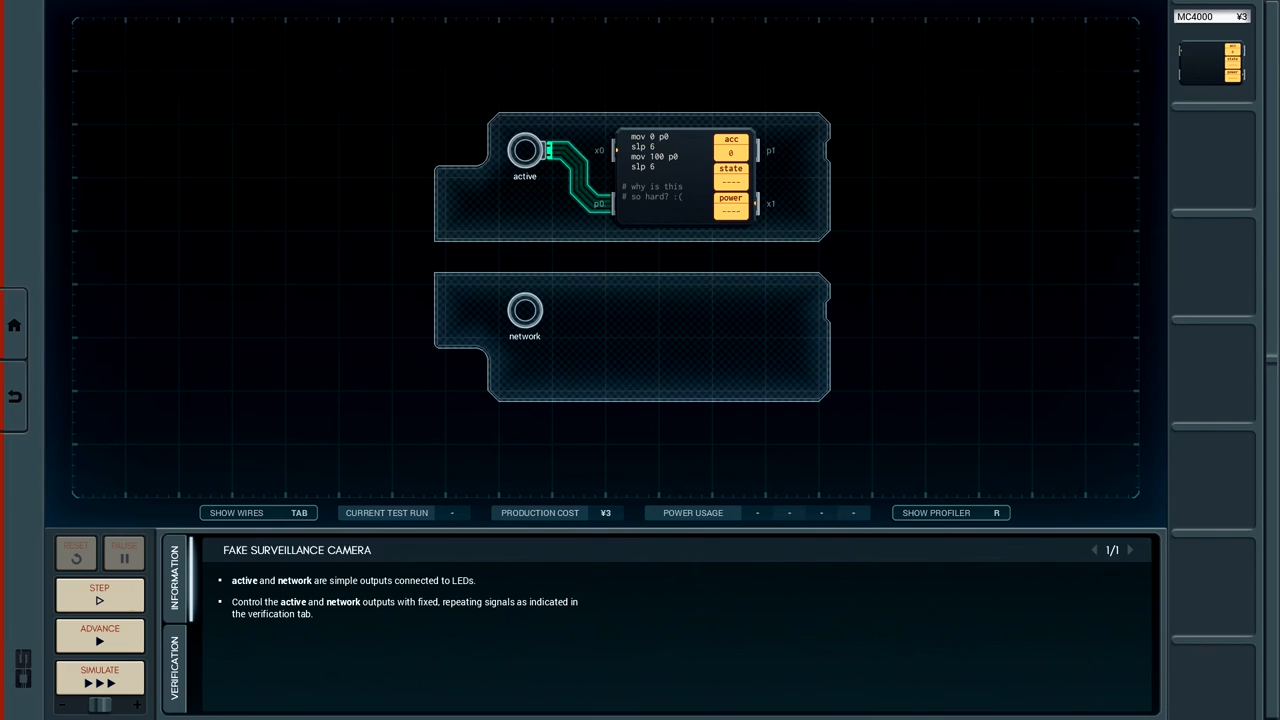 MC4000 ¥3
acc
0
state
----
power
----
active
x0
p0
mov 0 p0
slp 6
mov 100 p0
slp 6
# why is this
# so hard? :(
acc
0
state
----
power
----
p1
x1
network
SHOW WIRES TAB
CURRENT TEST RUN -
PRODUCTION COST ¥3
POWER USAGE - - - -
SHOW PROFILER R
RESET
PAUSE
STEP
ADVANCE
SIMULATE
- +
INFORMATION
VERIFICATION
FAKE SURVEILLANCE CAMERA
1/1
▪ active and network are simple outputs connected to LEDs.
▪ Control the active and network outputs with fixed, repeating signals as indicated in
the verification tab.